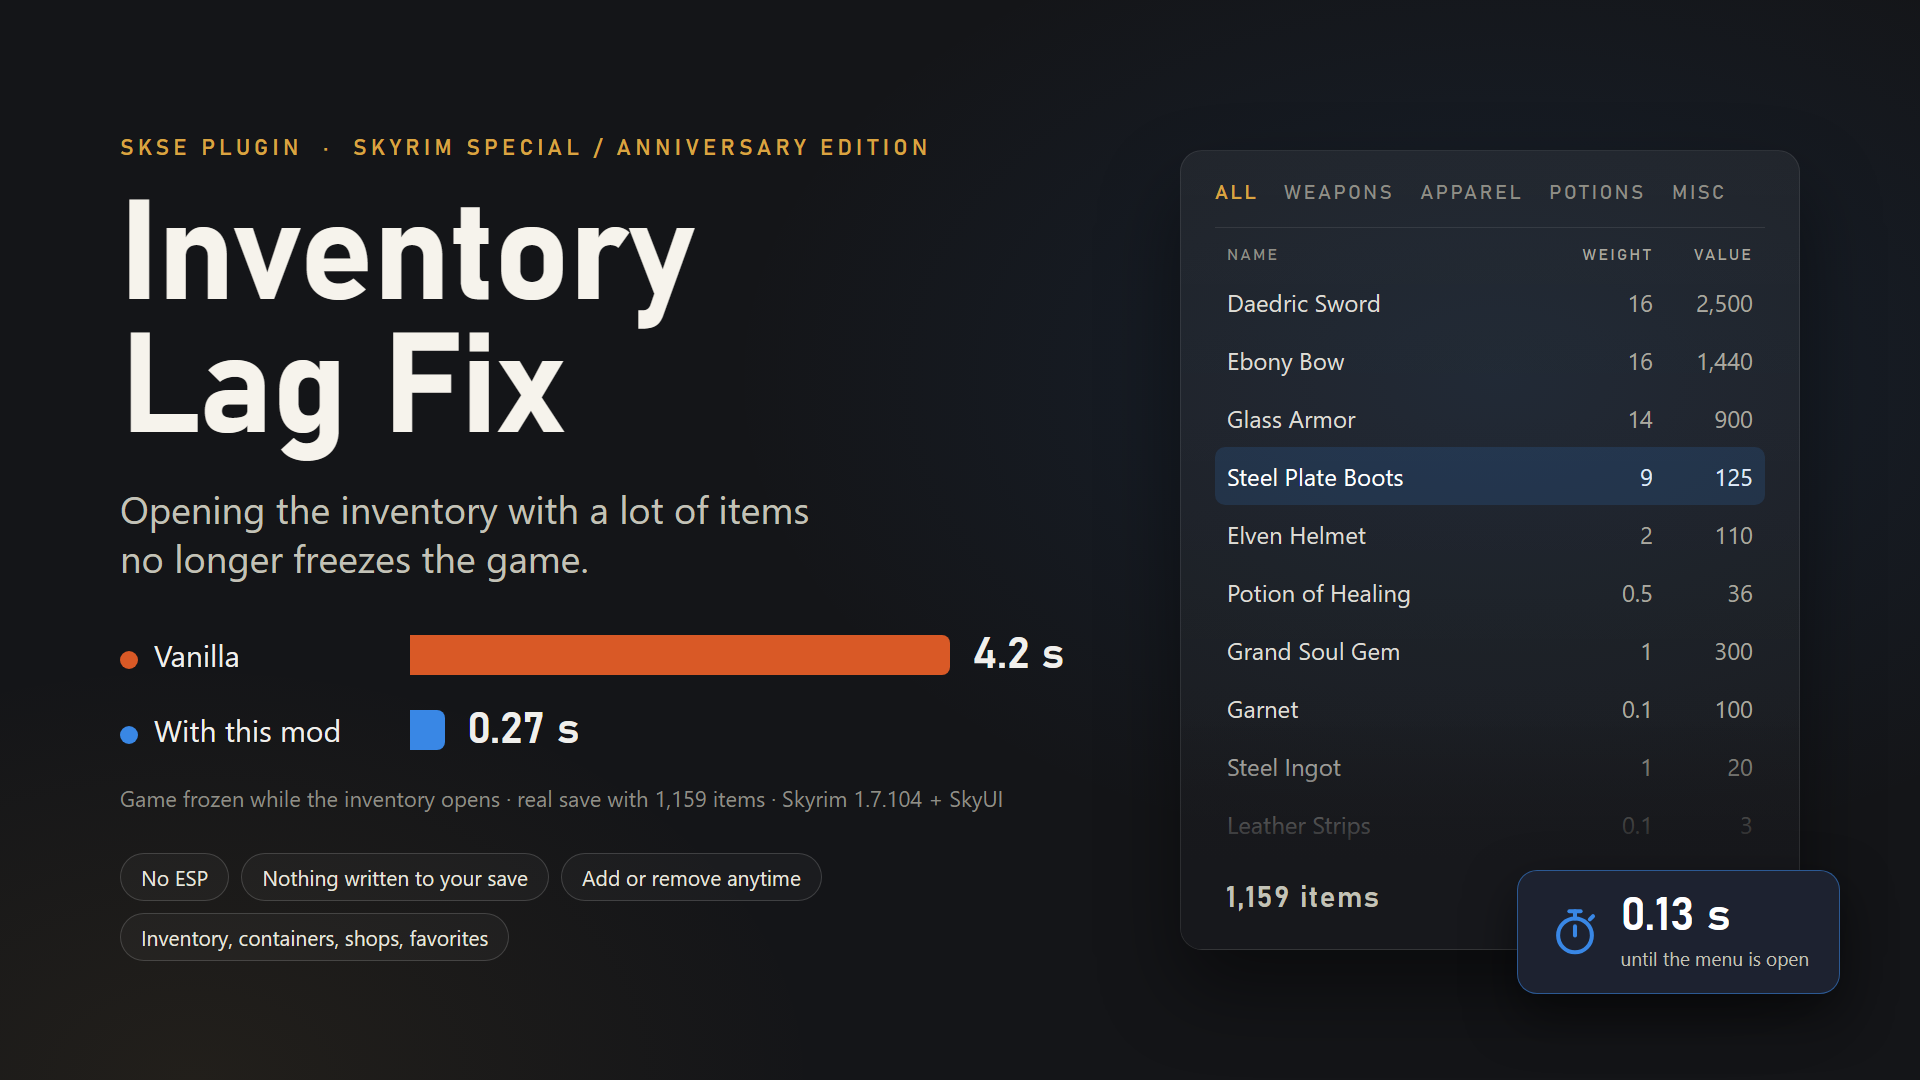 SKSE PLUGIN · SKYRIM SPECIAL / ANNIVERSARY EDITION
Inventory
Lag Fix
Opening the inventory with a lot of items
no longer freezes the game.
Vanilla 4.2 s
With this mod 0.27 s
Game frozen while the inventory opens · real save with 1,159 items · Skyrim 1.7.104 + SkyUI
No ESP Nothing written to your save Add or remove anytime
Inventory, containers, shops, favorites
ALL WEAPONS APPAREL POTIONS MISC
NAME WEIGHT VALUE
Daedric Sword 16 2,500
Ebony Bow 16 1,440
Glass Armor 14 900
Steel Plate Boots 9 125
Elven Helmet 2 110
Potion of Healing 0.5 36
Grand Soul Gem 1 300
Garnet 0.1 100
Steel Ingot 1 20
Leather Strips 0.1 3
1,159 items
0.13 s
until the menu is open